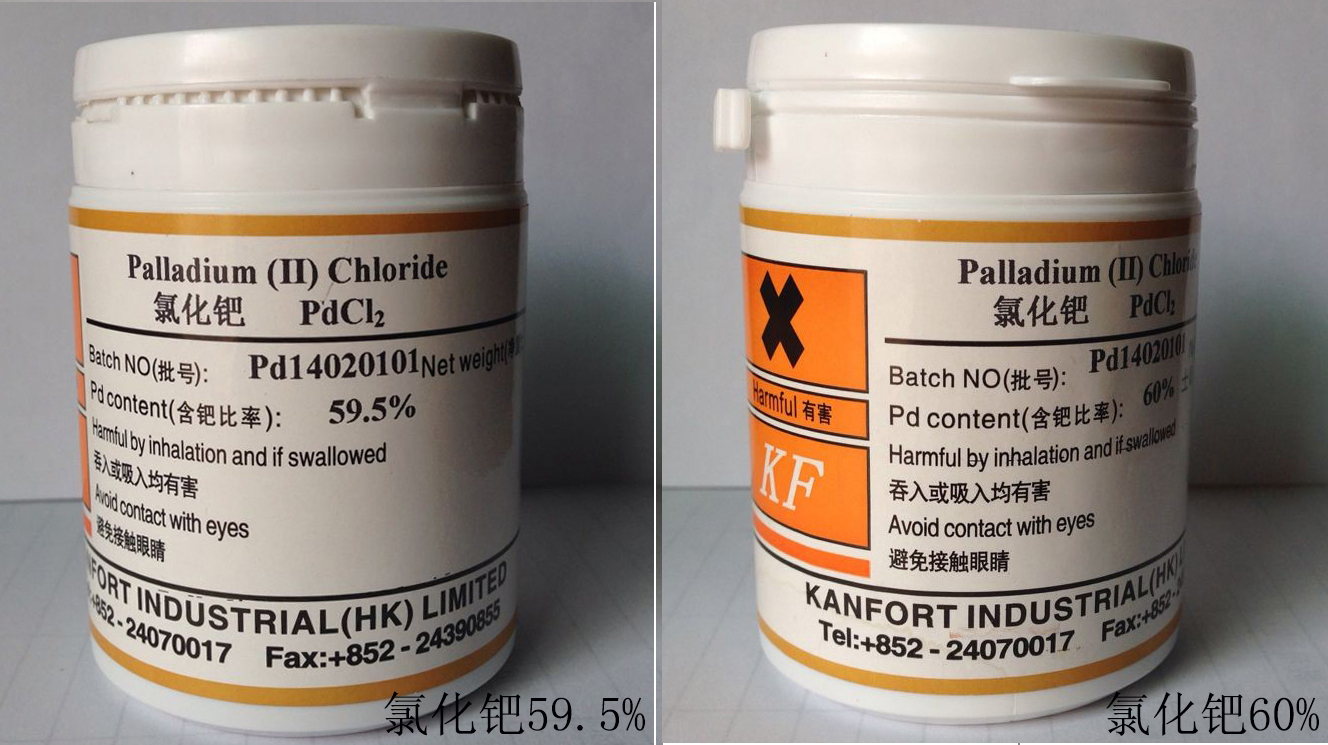 Palladium (II) Chloride
氯化钯 PdCl₂
Batch NO(批号): Pd14020101 Net weight(
Pd content(含钯比率): 59.5%
Harmful by inhalation and if swallowed
吞入或吸入均有害
Avoid contact with eyes
避免接触眼睛
NFORT INDUSTRIAL(HK) LIMITED
+852-24070017 Fax:+852-24390855
氯化钯59.5%
Harmful 有害
KF
Palladium (II) Chloride
氯化钯 PdCl₂
Batch NO(批号): Pd14020101
Pd content(含钯比率): 60%
Harmful by inhalation and if swallowed
吞入或吸入均有害
Avoid contact with eyes
避免接触眼睛
KANFORT INDUSTRIAL(HK)
Tel:+852-24070017 Fax:+852-
氯化钯60%